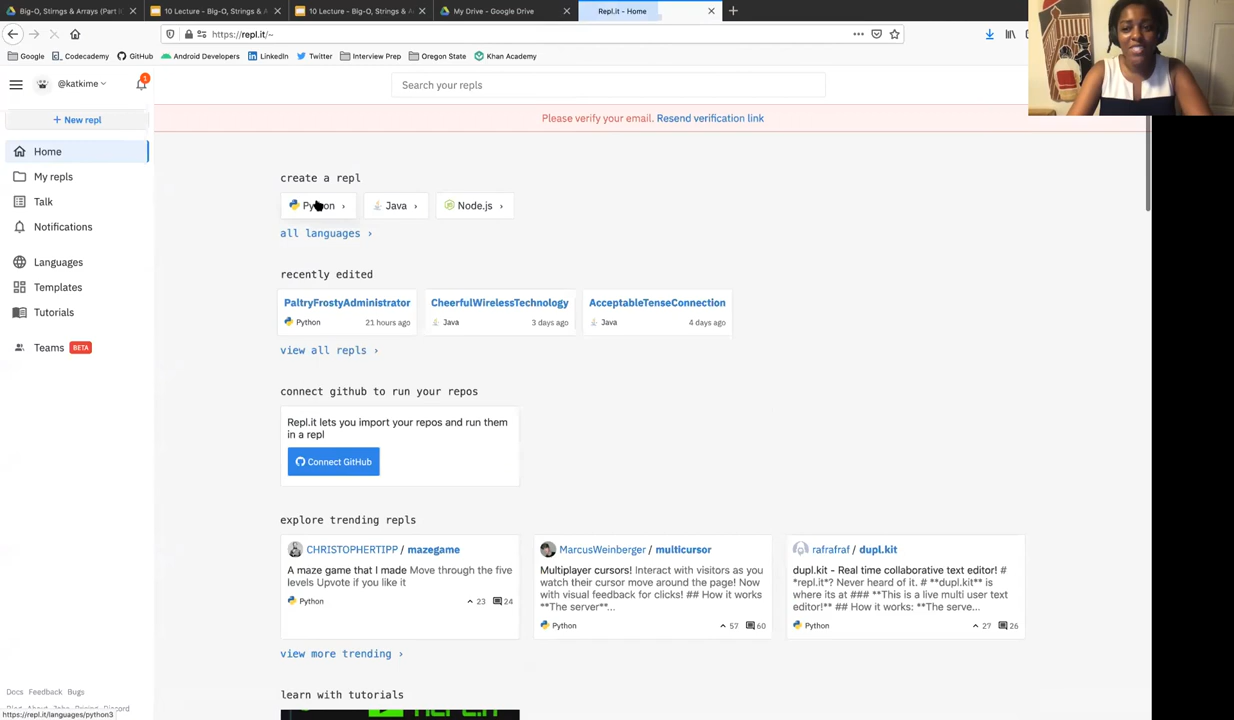 Big-O, Stirngs & Arrays (Part
10 Lecture - Big-O, Strings & A
10 Lecture - Big-O, Strings & A
My Drive - Google Drive
Repl.it - Home
https://repl.it/~
Google
Codecademy
GitHub
Android Developers
LinkedIn
Twitter
Interview Prep
Oregon State
Khan Academy
@katkime
1
Search your repls
+ New repl
Please verify your email. Resend verification link
Home
My repls
Talk
Notifications
Languages
Templates
Tutorials
Teams BETA
create a repl
Python ›
Java ›
Node.js ›
all languages ›
recently edited
PaltryFrostyAdministrator
Python 21 hours ago
CheerfulWirelessTechnology
Java 3 days ago
AcceptableTenseConnection
Java 4 days ago
view all repls ›
connect github to run your repos
Repl.it lets you import your repos and run them
in a repl
Connect GitHub
explore trending repls
CHRISTOPHERTIPP / mazegame
A maze game that I made Move through the five
levels Upvote if you like it
Python 23 24
MarcusWeinberger / multicursor
Multiplayer cursors! Interact with visitors as you
watch their cursor move around the page! Now
with visual feedback for clicks! ## How it works
**The server**...
Python 57 60
rafrafraf / dupl.kit
dupl.kit - Real time collaborative text editor! #
*repl.it*? Never heard of it. # **dupl.kit** is
where its at ### **This is a live multi user text
editor!** ## How it works: **The serve...
Python 27 26
view more trending ›
learn with tutorials
Docs Feedback Bugs
https://repl.it/languages/python3